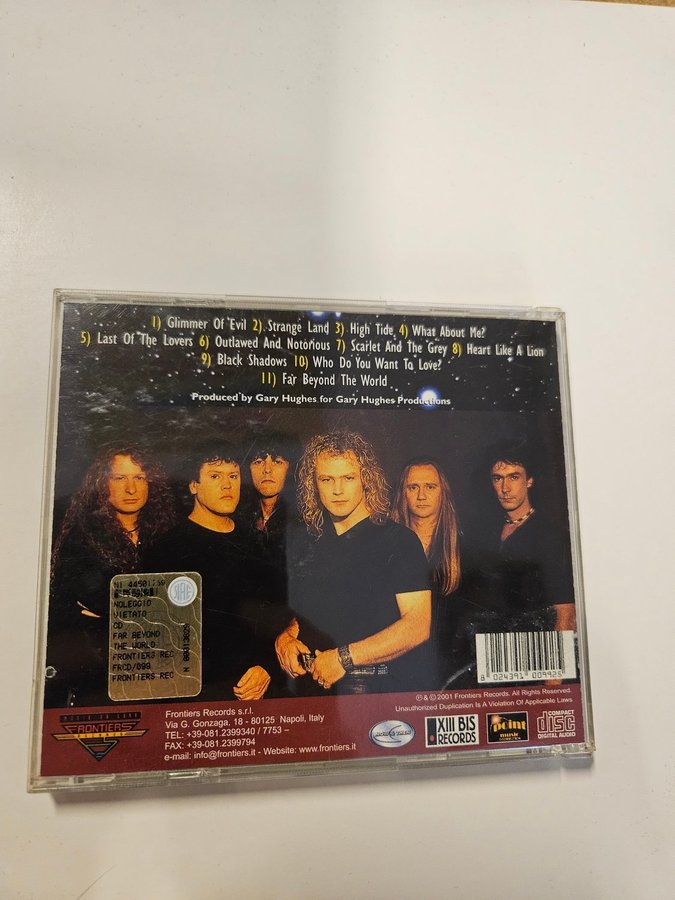 1) Glimmer Of Evil 2) Strange Land 3) High Tide 4) What About Me?
5) Last Of The Lovers 6) Outlawed And Notorious 7) Scarlet And The Grey 8) Heart Like A Lion
9) Black Shadows 10) Who Do You Want To Love?
11) Far Beyond The World
Produced by Gary Hughes for Gary Hughes Productions
NOLEGGIO
VIETATO
CD
FAR BEYOND
THE WORLD
FRONTIERS REC
FRCD/099
FRONTIERS REC
8 024391 009928
℗ & © 2001 Frontiers Records. All Rights Reserved.
Unauthorized Duplication Is A Violation Of Applicable Laws
FRONTIERS
RECORDS
Frontiers Records s.r.l.
Via G. Gonzaga, 18 - 80125 Napoli, Italy
TEL: +39-081.2399340 / 7753 –
FAX: +39-081.2399794
e-mail: info@frontiers.it - Website: www.frontiers.it
XIII BIS
RECORDS
point
music
COMPACT
disc
DIGITAL AUDIO